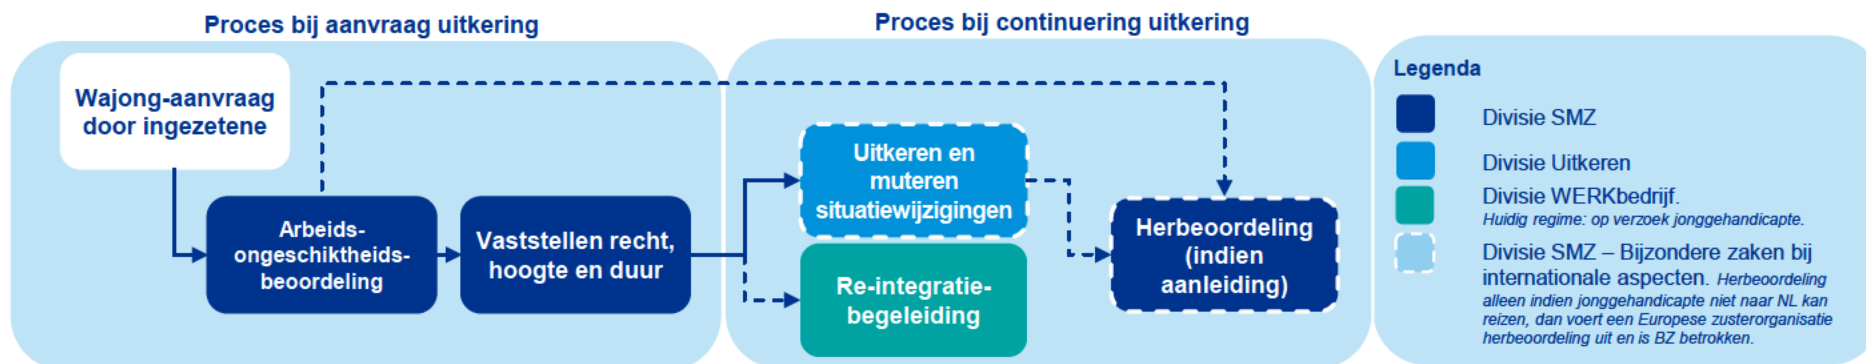 Proces bij aanvraag uitkering
Proces bij continuering uitkering
Wajong-aanvraag
door ingezetene
Arbeids-
ongeschiktheids-
beoordeling
Vaststellen recht,
hoogte en duur
Uitkeren en
muteren
situatiewijzigingen
Re-integratie-
begeleiding
Herbeoordeling
(indien
aanleiding)
Legenda
Divisie SMZ
Divisie Uitkeren
Divisie WERKbedrijf.
Huidig regime: op verzoek jonggehandicapte.
Divisie SMZ – Bijzondere zaken bij
internationale aspecten. Herbeoordeling
alleen indien jonggehandicapte niet naar NL kan
reizen, dan voert een Europese zusterorganisatie
herbeoordeling uit en is BZ betrokken.